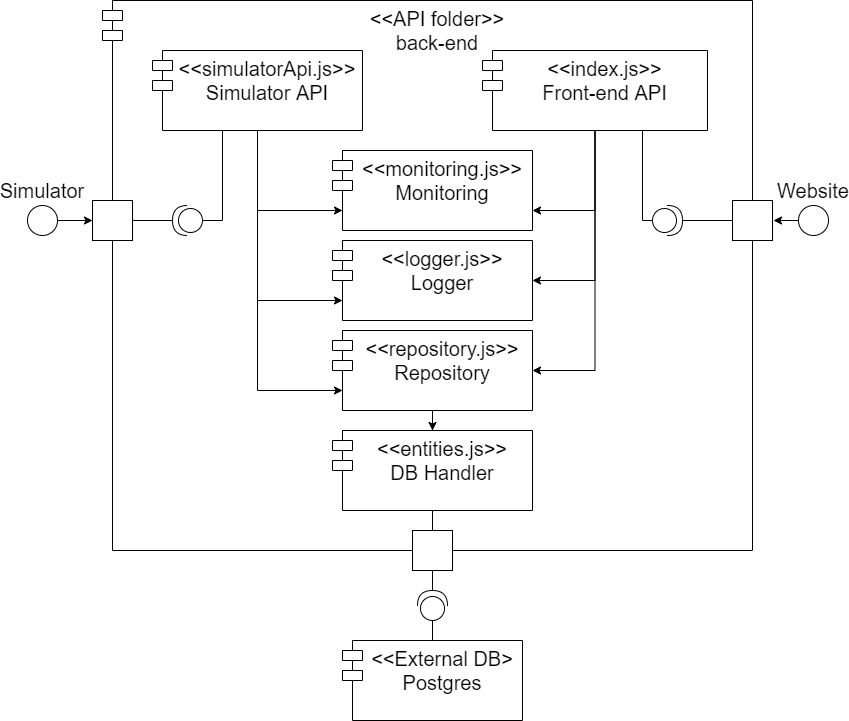 <<API folder>>
back-end
<<simulatorApi.js>>
Simulator API
<<index.js>>
Front-end API
<<monitoring.js>>
Monitoring
Simulator
Website
<<logger.js>>
Logger
<<repository.js>>
Repository
<<entities.js>>
DB Handler
<<External DB>
Postgres